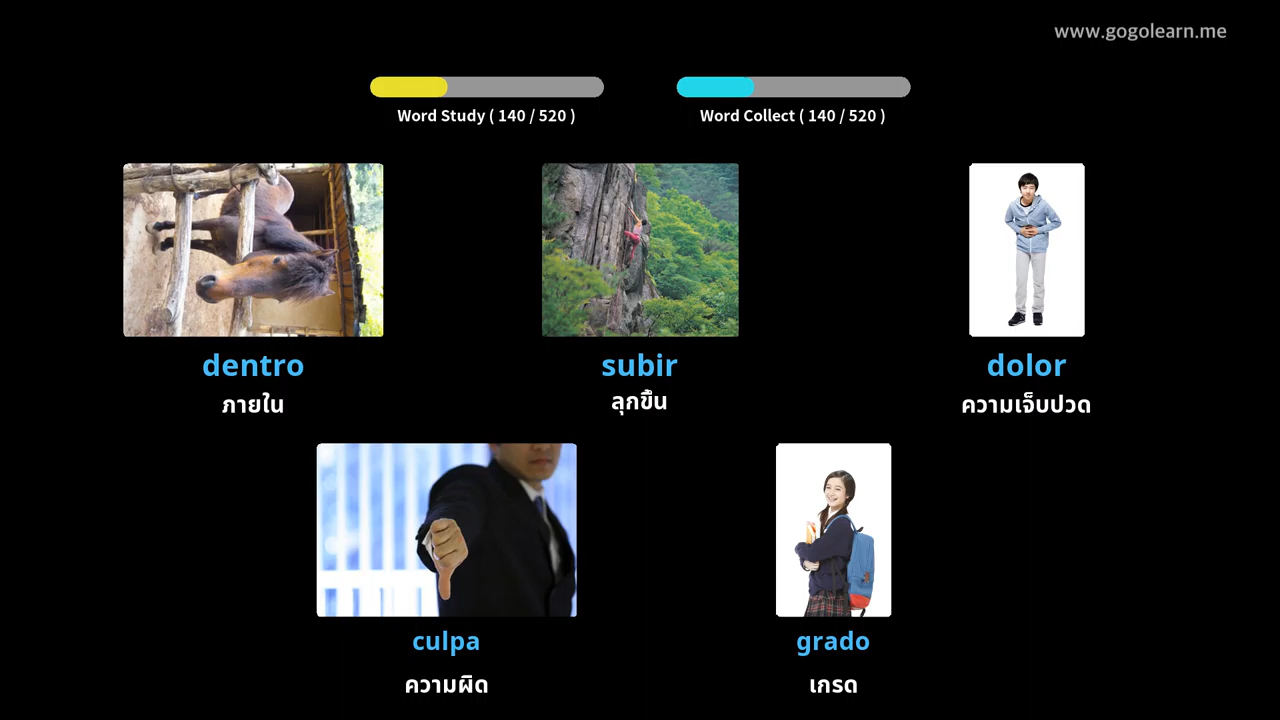 www.gogolearn.me
Word Study ( 140 / 520 )
Word Collect ( 140 / 520 )
dentro
ภายใน
subir
ลุกขึ้น
dolor
ความเจ็บปวด
culpa
ความผิด
grado
เกรด